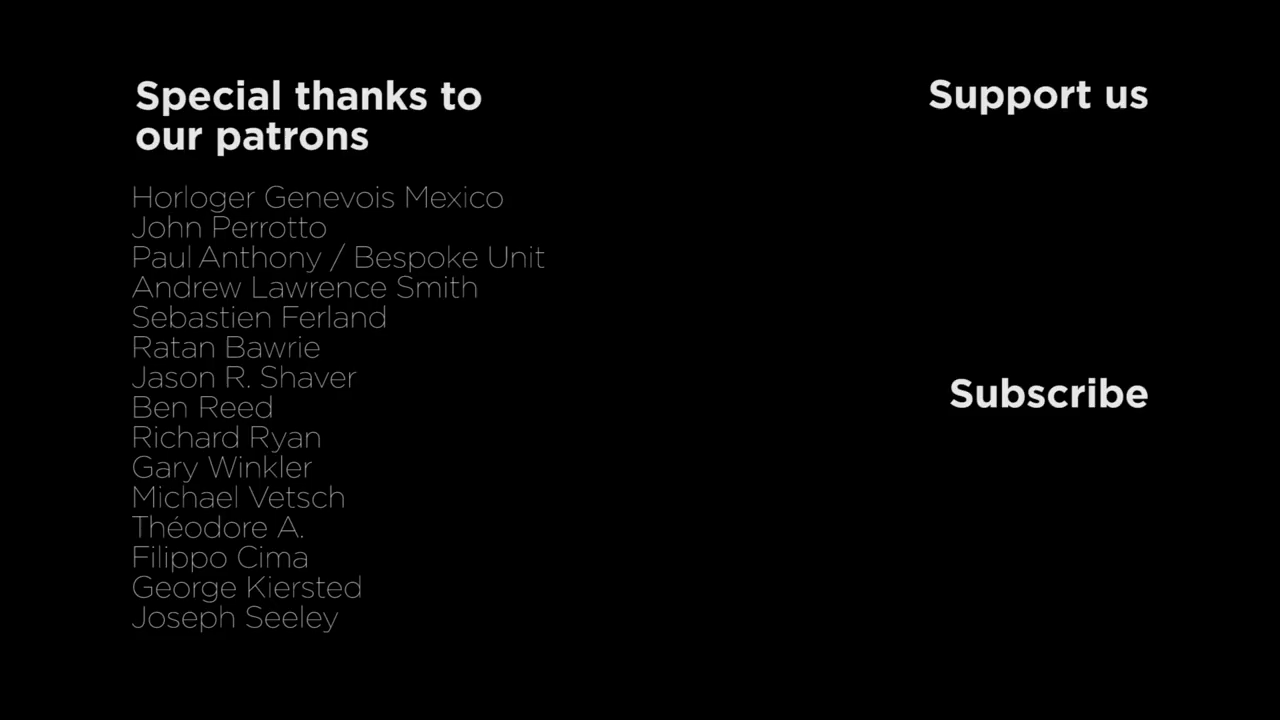 Special thanks to
our patrons
Horloger Genevois Mexico
John Perrotto
Paul Anthony / Bespoke Unit
Andrew Lawrence Smith
Sebastien Ferland
Ratan Bawrie
Jason R. Shaver
Ben Reed
Richard Ryan
Gary Winkler
Michael Vetsch
Théodore A.
Filippo Cima
George Kiersted
Joseph Seeley
Support us
Subscribe